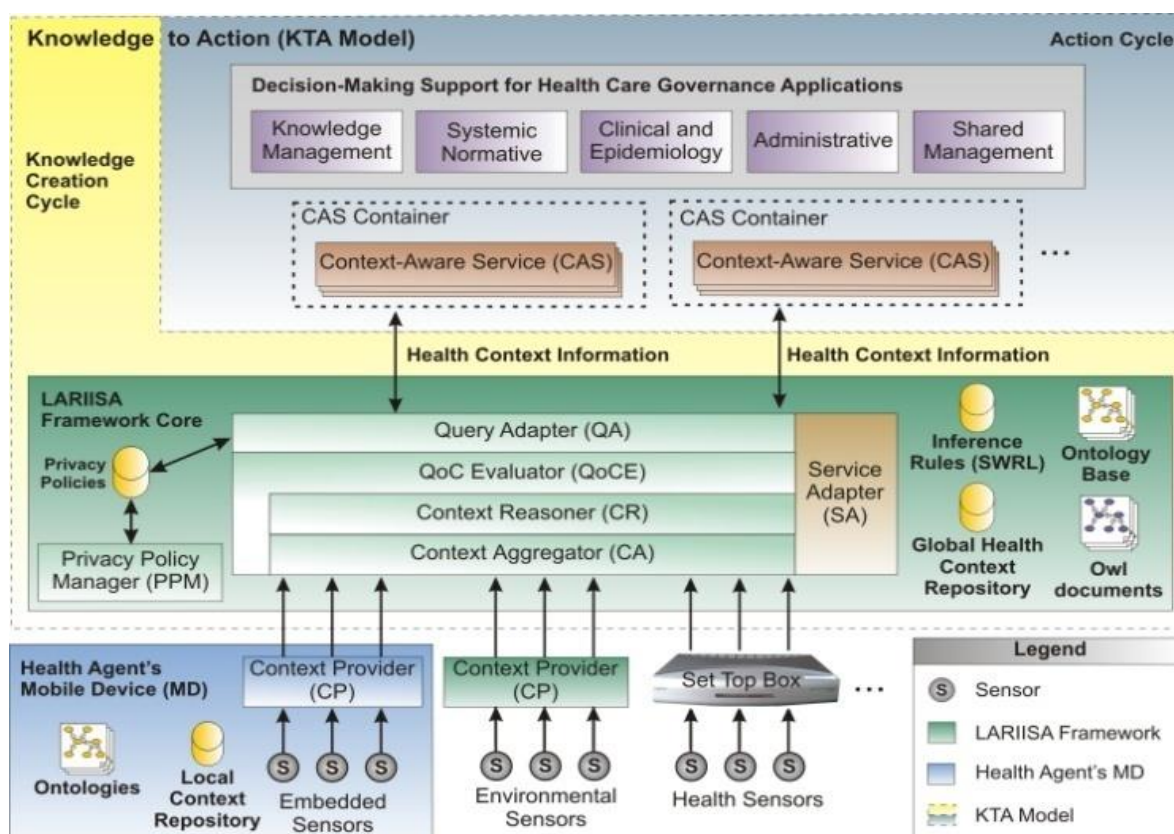 Knowledge to Action (KTA Model)
Action Cycle
Decision-Making Support for Health Care Governance Applications
Knowledge
Management
Systemic
Normative
Clinical and
Epidemiology
Administrative
Shared
Management
Knowledge
Creation
Cycle
CAS Container
Context-Aware Service (CAS)
CAS Container
Context-Aware Service (CAS)
...
Health Context Information
Health Context Information
LARIISA
Framework Core
Privacy
Policies
Privacy Policy
Manager (PPM)
Query Adapter (QA)
QoC Evaluator (QoCE)
Context Reasoner (CR)
Context Aggregator (CA)
Service
Adapter
(SA)
Inference
Rules (SWRL)
Ontology
Base
Global Health
Context
Repository
Owl
documents
Health Agent's
Mobile Device (MD)
Ontologies
Local
Context
Repository
Context Provider
(CP)
S S S
Embedded
Sensors
Context Provider
(CP)
S S S
Environmental
Sensors
Set Top Box
...
S S S
Health Sensors
Legend
S Sensor
LARIISA Framework
Health Agent's MD
KTA Model